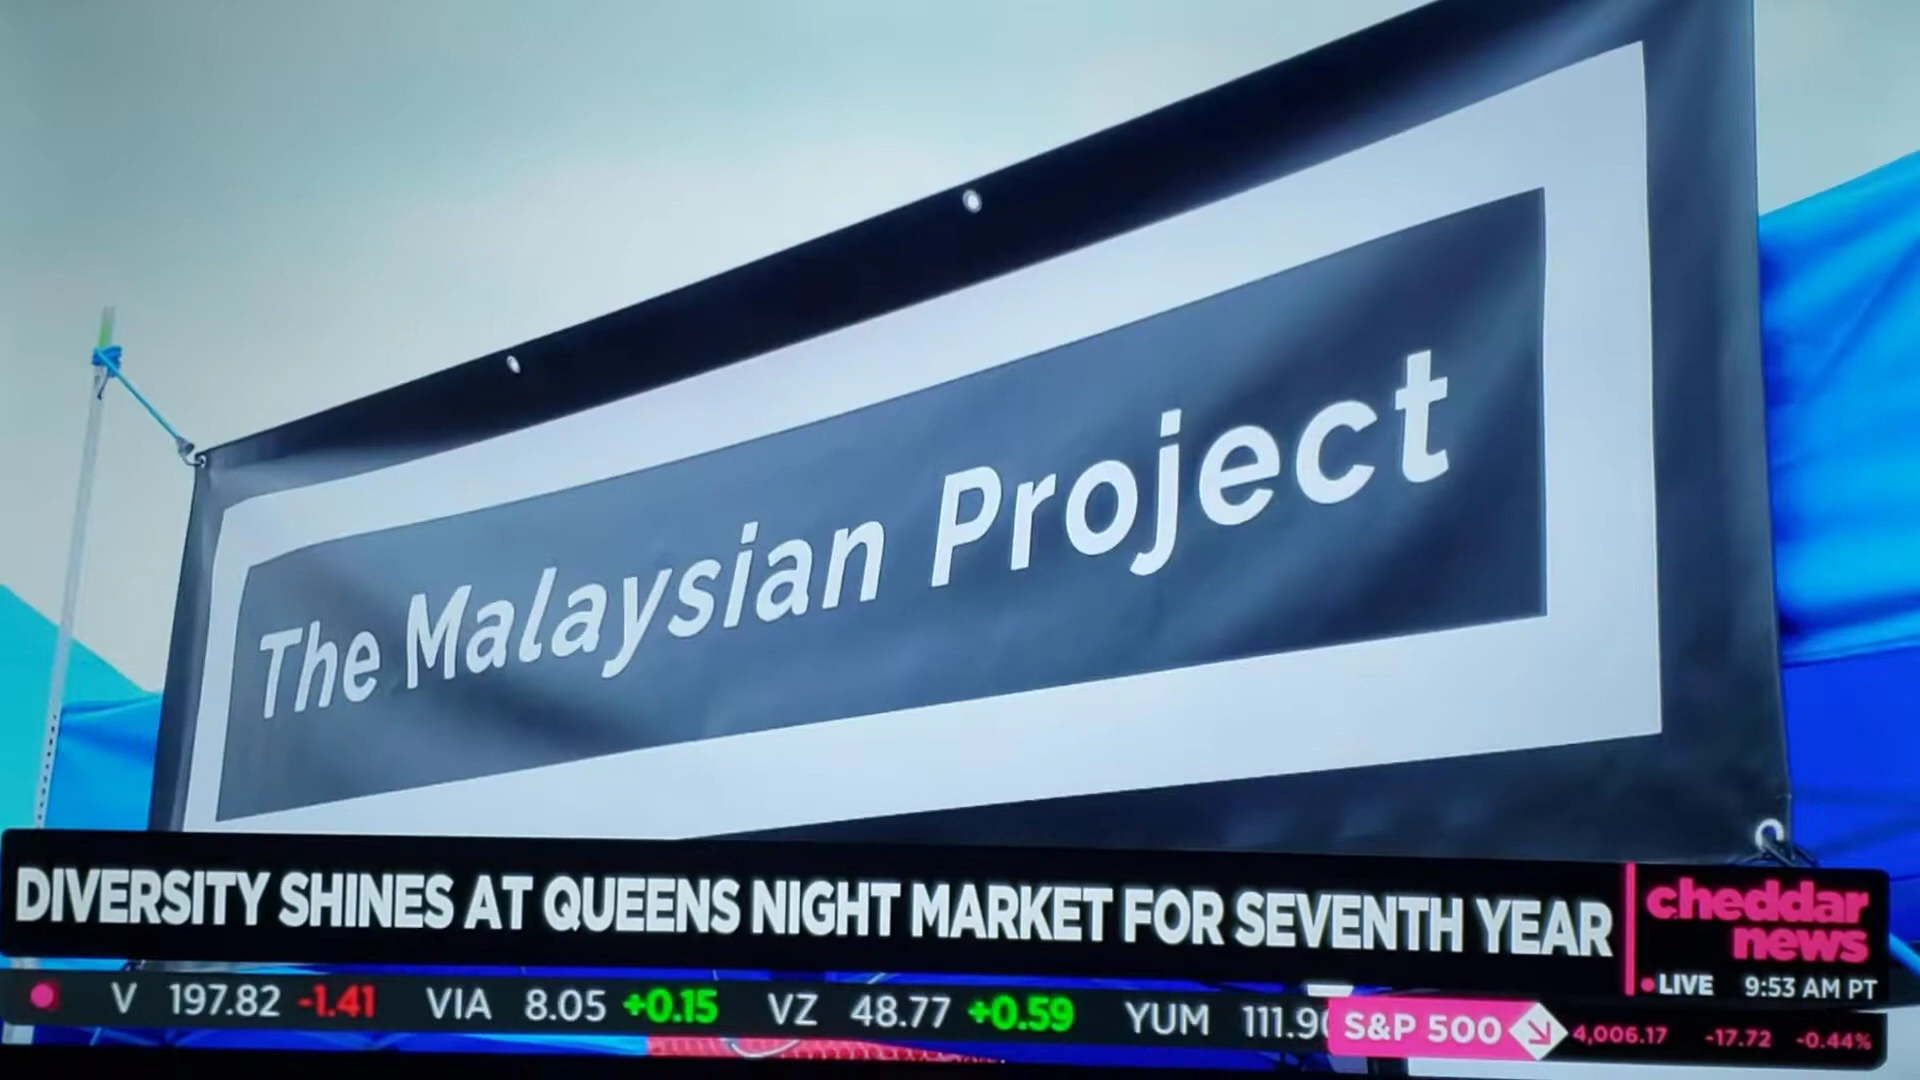 The Malaysian Project
DIVERSITY SHINES AT QUEENS NIGHT MARKET FOR SEVENTH YEAR
cheddar
news
LIVE 9:53 AM PT
V 197.82 -1.41 VIA 8.05 +0.15 VZ 48.77 +0.59 YUM 111.90
S&P 500 4,006.17 -17.72 -0.44%